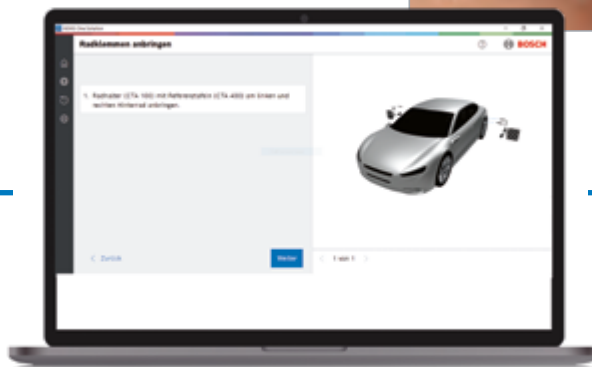 Radklemmen anbringen
BOSCH
1. Radhalter (CTA 100) mit Referenztafeln (CTA 400) am linken und
rechten Hinterrad anbringen.
< Zurück
Weiter
< 1 von 1 >